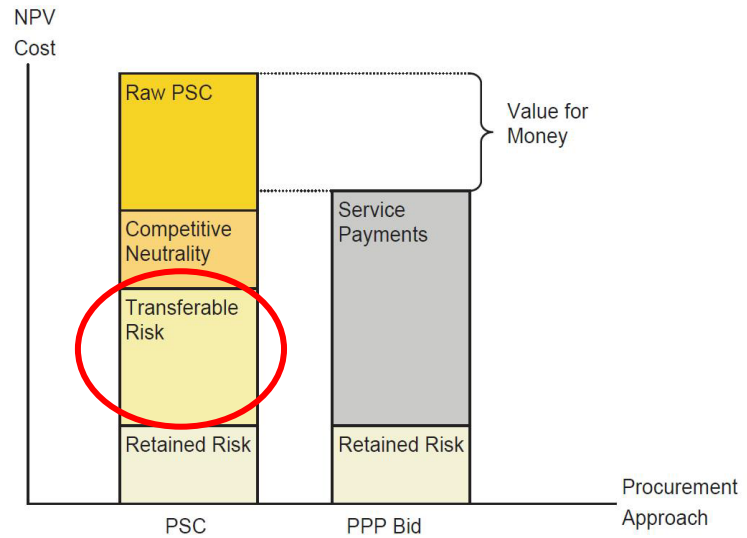 NPV
Cost
Raw PSC
Value for
Money
Service
Payments
Competitive
Neutrality
Transferable
Risk
Retained Risk
Retained Risk
Procurement
Approach
PSC
PPP Bid